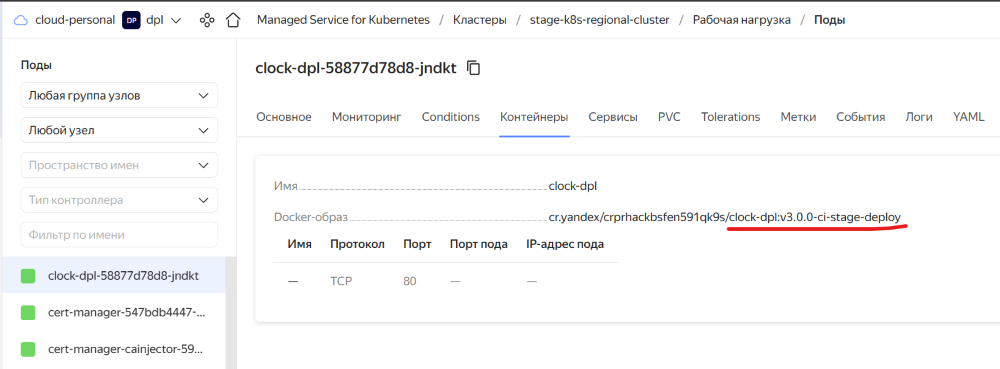 cloud-personal DP dpl Managed Service for Kubernetes / Кластеры / stage-k8s-regional-cluster / Рабочая нагрузка / Поды
Поды
Любая группа узлов
Любой узел
Пространство имен
Тип контроллера
Фильтр по имени
clock-dpl-58877d78d8-jndkt
cert-manager-547bdb4447-...
cert-manager-cainjector-59...
clock-dpl-58877d78d8-jndkt
Основное Мониторинг Conditions Контейнеры Сервисы PVC Tolerations Метки События Логи YAML
Имя clock-dpl
Docker-образ cr.yandex/crprhackbsfen591qk9s/clock-dpl:v3.0.0-ci-stage-deploy
Имя Протокол Порт Порт пода IP-адрес пода
— TCP 80 — —